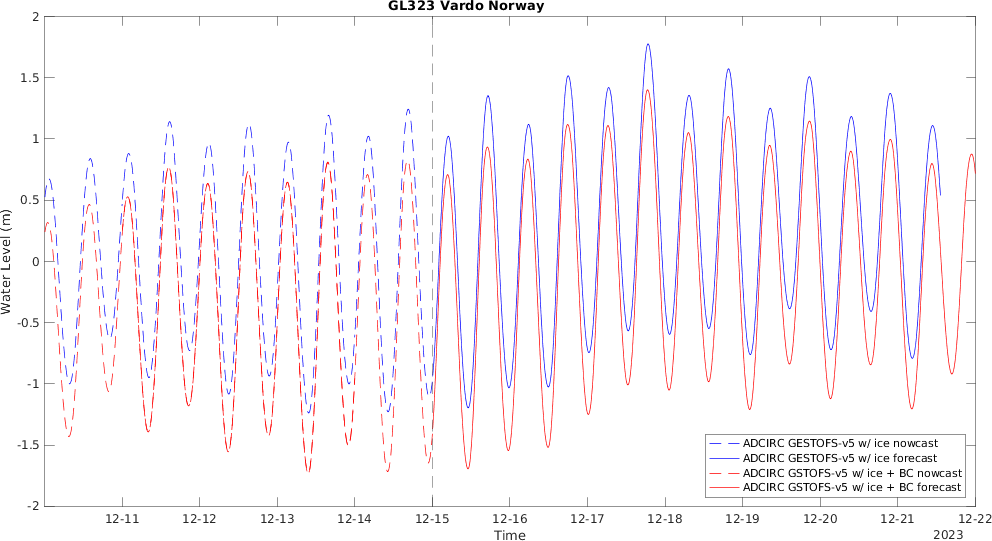 GL323 Vardo Norway
2
1.5
1
0.5
0
-0.5
-1
-1.5
-2
Water Level (m)
ADCIRC GESTOFS-v5 w/ ice nowcast
ADCIRC GESTOFS-v5 w/ ice forecast
ADCIRC GSTOFS-v5 w/ ice + BC nowcast
ADCIRC GSTOFS-v5 w/ ice + BC forecast
12-11 12-12 12-13 12-14 12-15 12-16 12-17 12-18 12-19 12-20 12-21 12-22
Time
2023